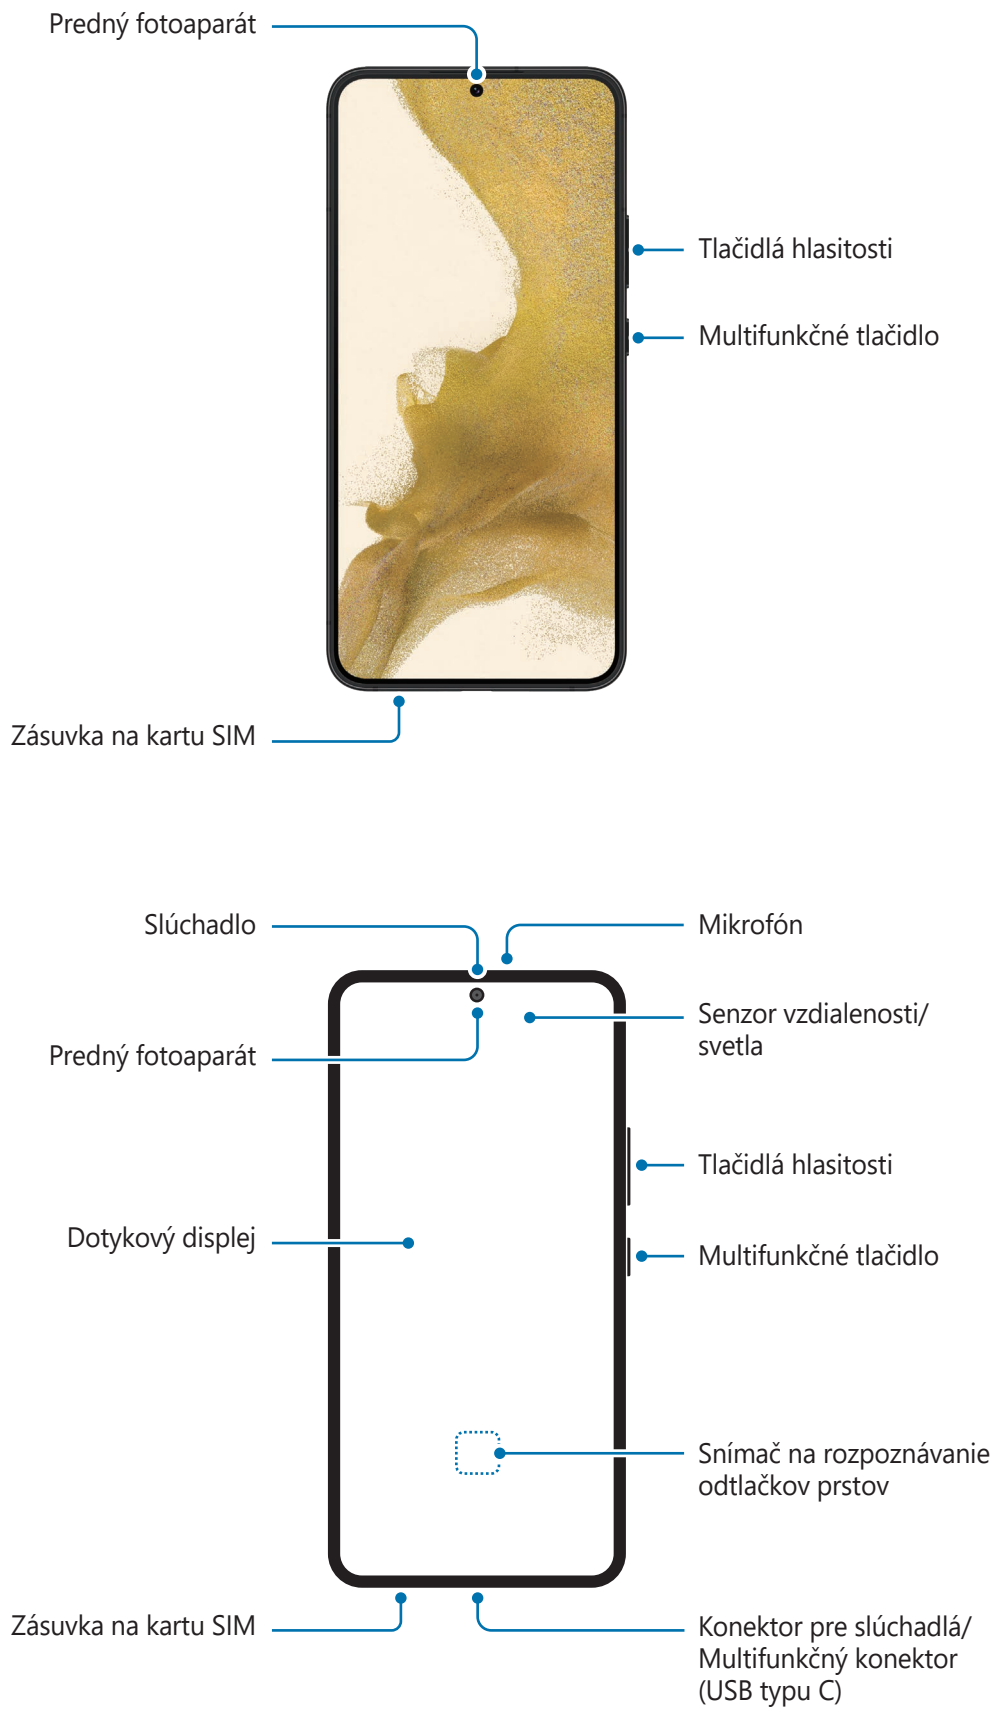 Predný fotoaparát
Tlačidlá hlasitosti
Multifunkčné tlačidlo
Zásuvka na kartu SIM
Slúchadlo
Mikrofón
Senzor vzdialenosti/
svetla
Predný fotoaparát
Tlačidlá hlasitosti
Dotykový displej
Multifunkčné tlačidlo
Snímač na rozpoznávanie
odtlačkov prstov
Zásuvka na kartu SIM
Konektor pre slúchadlá/
Multifunkčný konektor
(USB typu C)